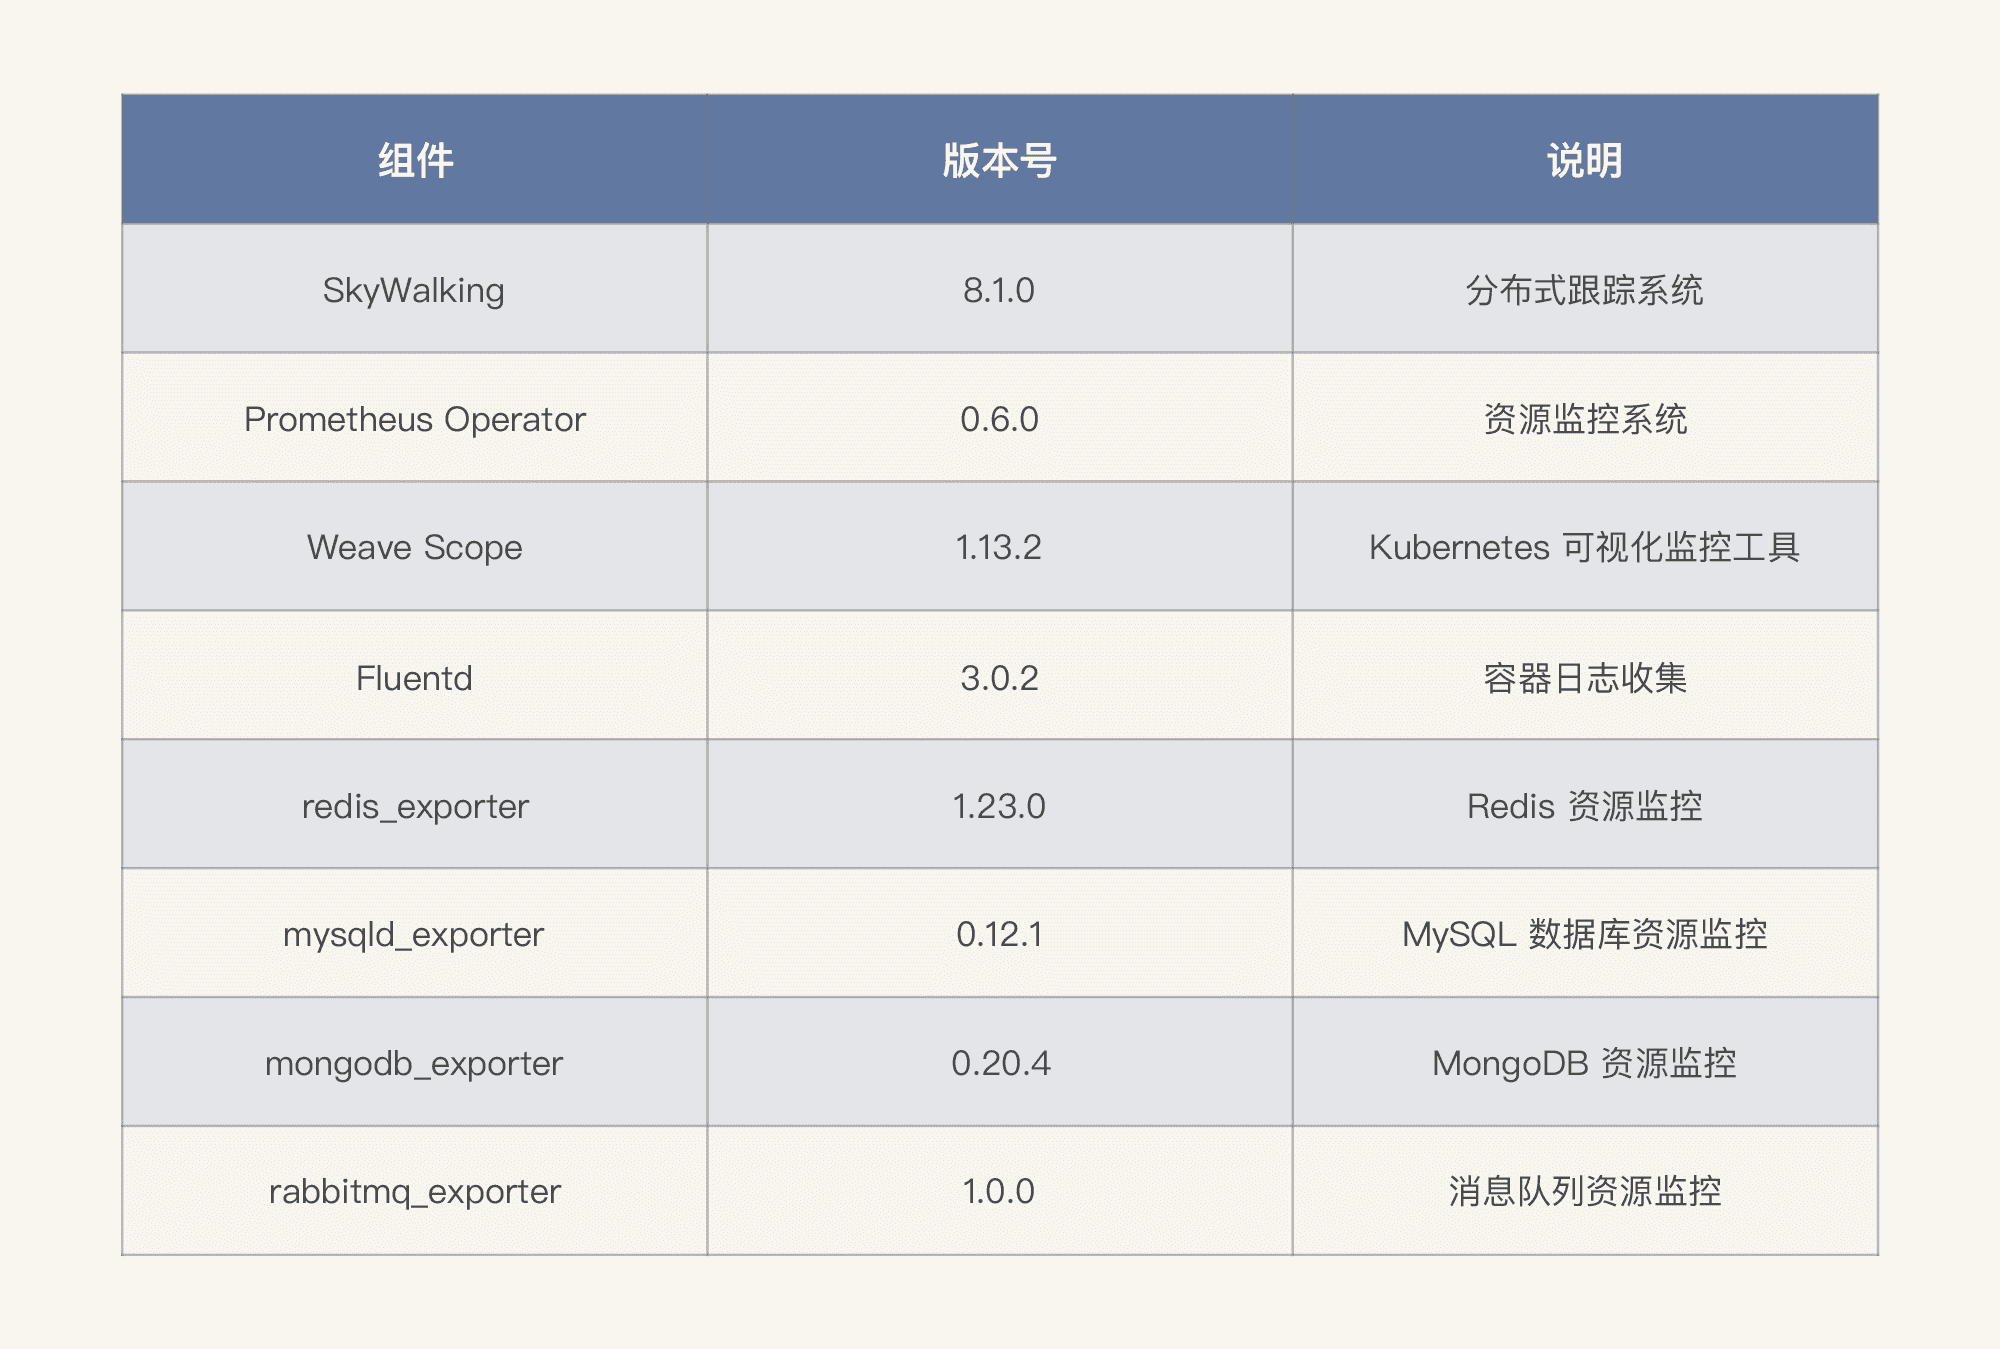 组件 版本号 说明
SkyWalking 8.1.0 分布式跟踪系统
Prometheus Operator 0.6.0 资源监控系统
Weave Scope 1.13.2 Kubernetes 可视化监控工具
Fluentd 3.0.2 容器日志收集
redis_exporter 1.23.0 Redis 资源监控
mysqld_exporter 0.12.1 MySQL 数据库资源监控
mongodb_exporter 0.20.4 MongoDB 资源监控
rabbitmq_exporter 1.0.0 消息队列资源监控